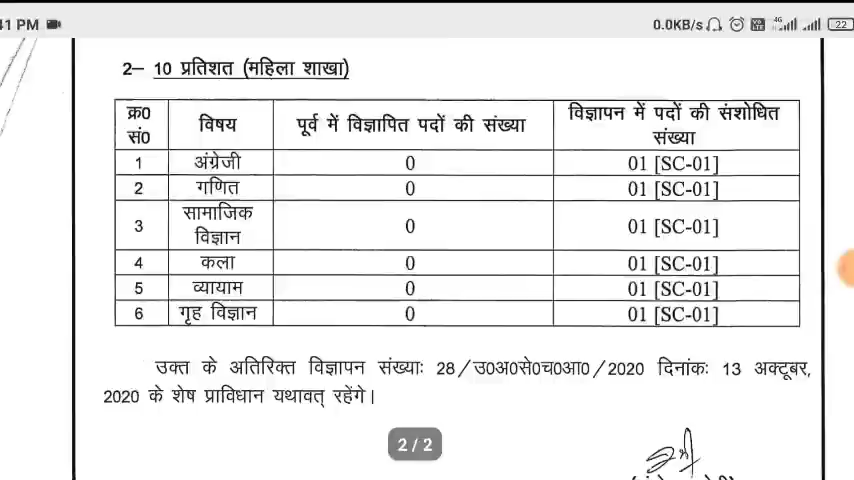 41 PM 0.0KB/s 4G 22
2– 10 प्रतिशत (महिला शाखा)
क्र0 सं0 विषय पूर्व में विज्ञापित पदों की संख्या विज्ञापन में पदों की संशोधित संख्या
1 अंग्रेजी 0 01 [SC-01]
2 गणित 0 01 [SC-01]
3 सामाजिक विज्ञान 0 01 [SC-01]
4 कला 0 01 [SC-01]
5 व्यायाम 0 01 [SC-01]
6 गृह विज्ञान 0 01 [SC-01]
उक्त के अतिरिक्त विज्ञापन संख्याः 28/उ0अ0से0च0आ0/2020 दिनांकः 13 अक्टूबर,
2020 के शेष प्राविधान यथावत् रहेंगे।
2/2